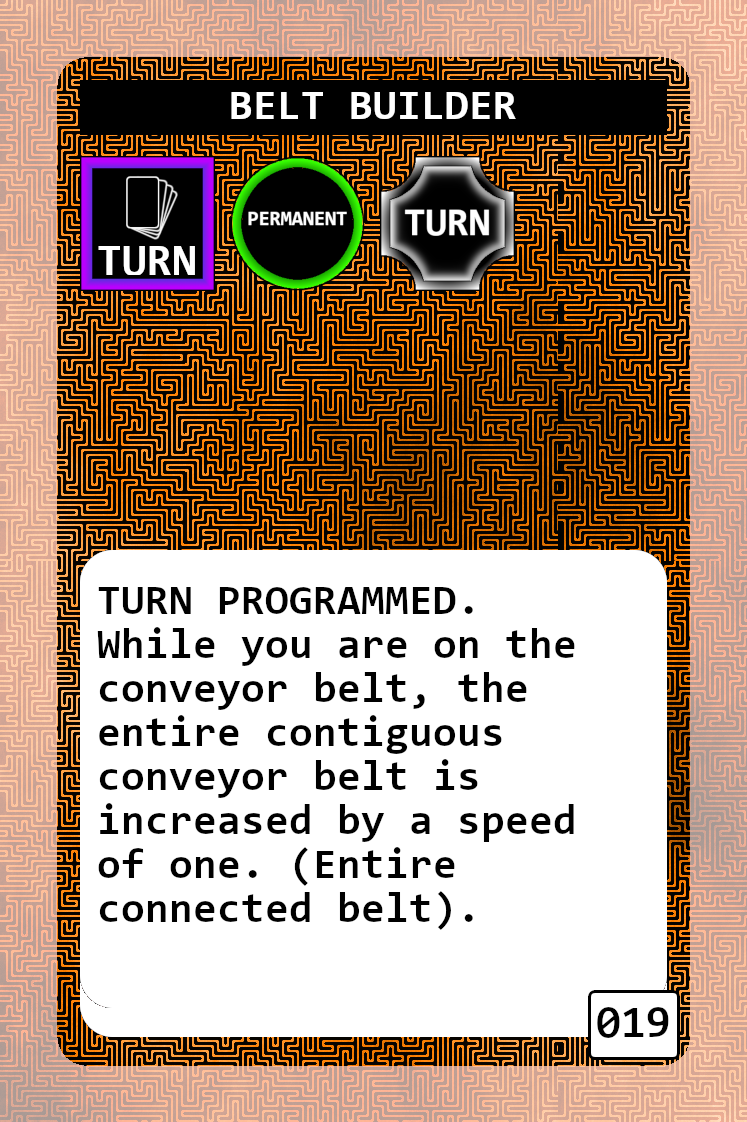 BELT BUILDER
TURN
PERMANENT
TURN
TURN PROGRAMMED.
While you are on the
conveyor belt, the
entire contiguous
conveyor belt is
increased by a speed
of one. (Entire
connected belt).
019